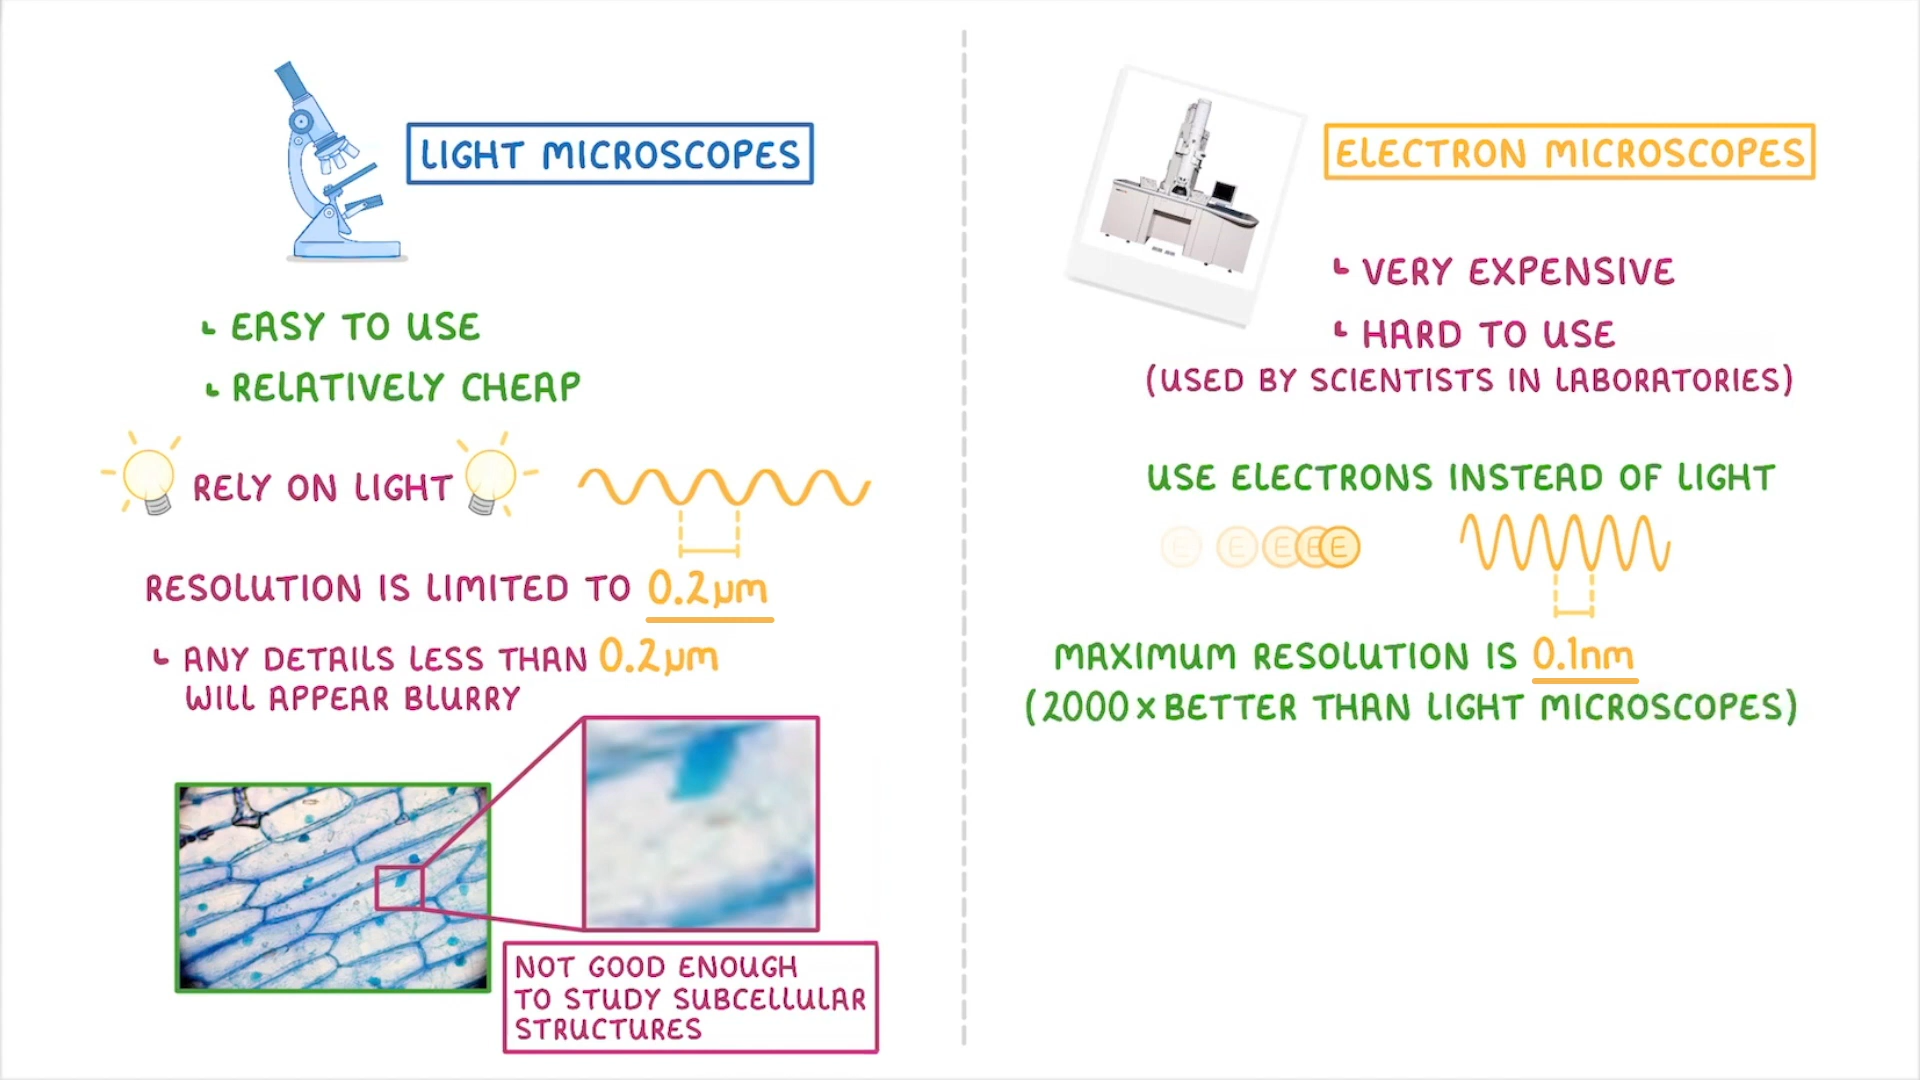 LIGHT MICROSCOPES
EASY TO USE
RELATIVELY CHEAP
RELY ON LIGHT
RESOLUTION IS LIMITED TO 0.2µm
ANY DETAILS LESS THAN 0.2µm
WILL APPEAR BLURRY
NOT GOOD ENOUGH
TO STUDY SUBCELLULAR
STRUCTURES
ELECTRON MICROSCOPES
VERY EXPENSIVE
HARD TO USE
(USED BY SCIENTISTS IN LABORATORIES)
USE ELECTRONS INSTEAD OF LIGHT
E E E E E
MAXIMUM RESOLUTION IS 0.1nm
(2000 x BETTER THAN LIGHT MICROSCOPES)